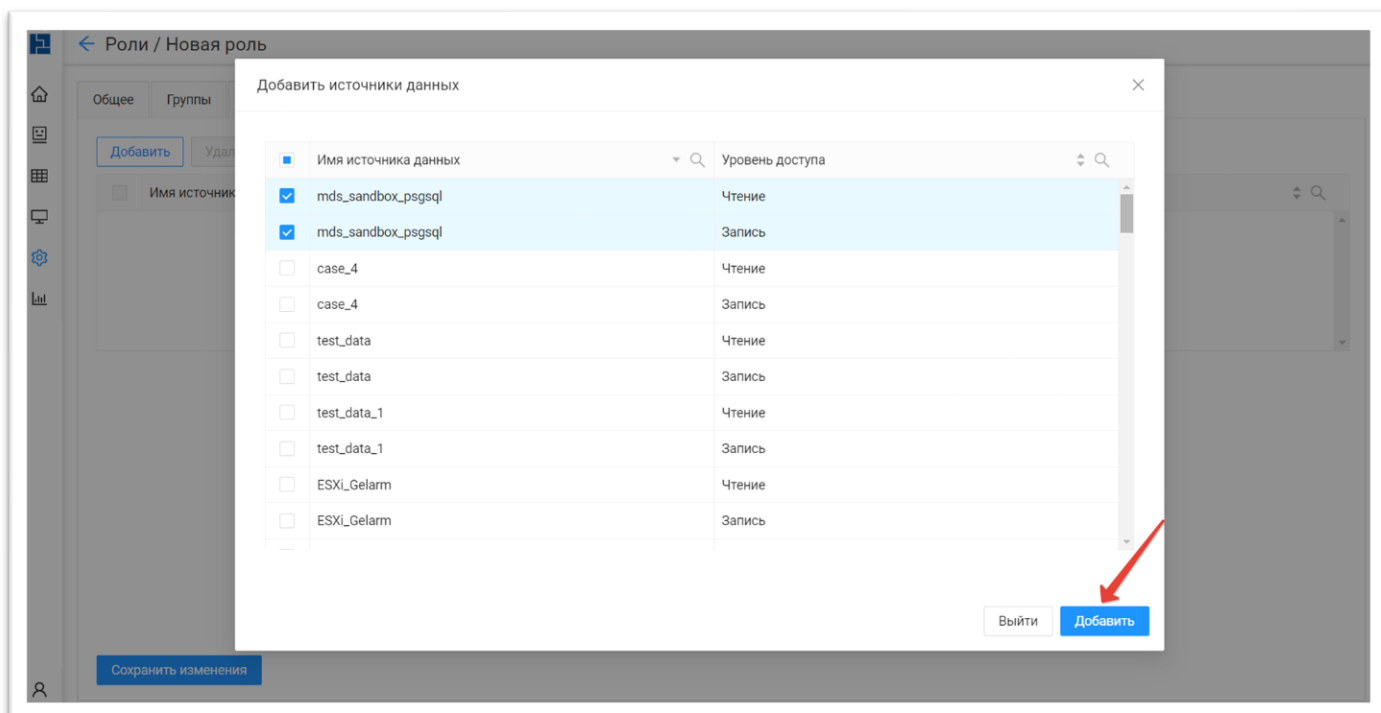 Роли / Новая роль
Добавить источники данных
Общее Группы
Добавить Удал
Имя источника данных Уровень доступа
Имя источник
mds_sandbox_psgsql Чтение
mds_sandbox_psgsql Запись
case_4 Чтение
case_4 Запись
test_data Чтение
test_data Запись
test_data_1 Чтение
test_data_1 Запись
ESXi_Gelarm Чтение
ESXi_Gelarm Запись
Выйти Добавить
Сохранить изменения